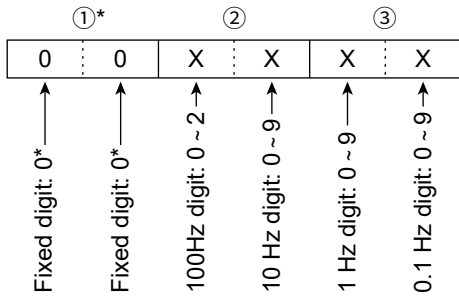 ①* ② ③
0 0 X X X X
Fixed digit: 0*
Fixed digit: 0*
100Hz digit: 0 ~ 2
10 Hz digit: 0 ~ 9
1 Hz digit: 0 ~ 9
0.1 Hz digit: 0 ~ 9